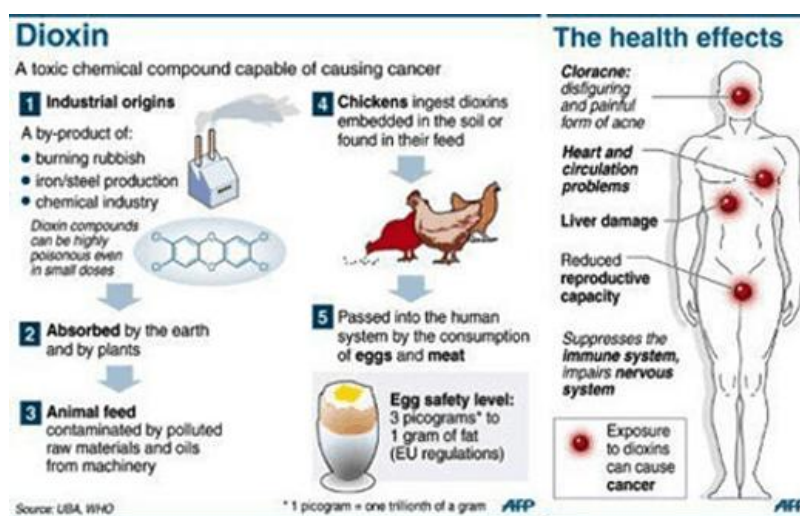 Dioxin
A toxic chemical compound capable of causing cancer
1 Industrial origins
A by-product of:
• burning rubbish
• iron/steel production
• chemical industry
Dioxin compounds
can be highly
poisonous even
in small doses
Cl
Cl
O
O
Cl
Cl
2 Absorbed by the earth
and by plants
3 Animal feed
contaminated by polluted
raw materials and oils
from machinery
Source: UBA, WHO
4 Chickens ingest dioxins
embedded in the soil or
found in their feed
5 Passed into the human
system by the consumption
of eggs and meat
Egg safety level:
3 picograms* to
1 gram of fat
(EU regulations)
* 1 picogram = one trillionth of a gram AFP
The health effects
Cloracne:
disfiguring
and painful
form of acne
Heart and
circulation
problems
Liver damage
Reduced
reproductive
capacity
Suppresses the
immune system,
impairs nervous
system
Exposure
to dioxins
can cause
cancer
AFP